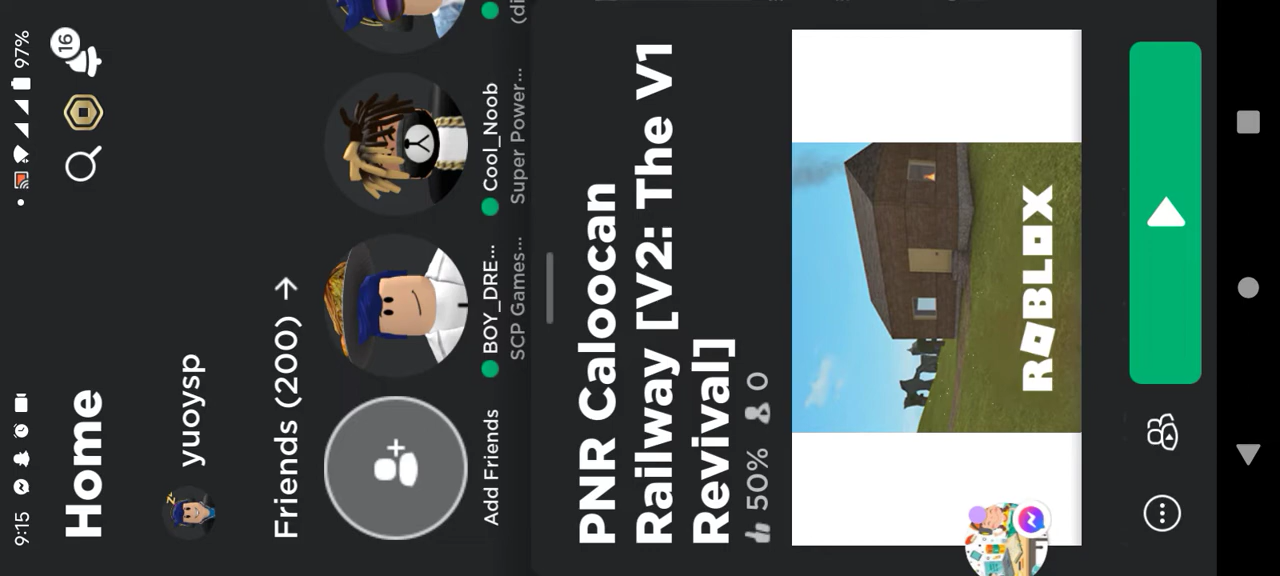 9:15
97%
Home
16
yuoysp
Friends (200) →
Add Friends
BOY_DRE...
SCP Games...
Cool_Noob
Super Power...
(di
PNR Caloocan
Railway [V2: The V1
Revival]
50% 0
ROBLOX